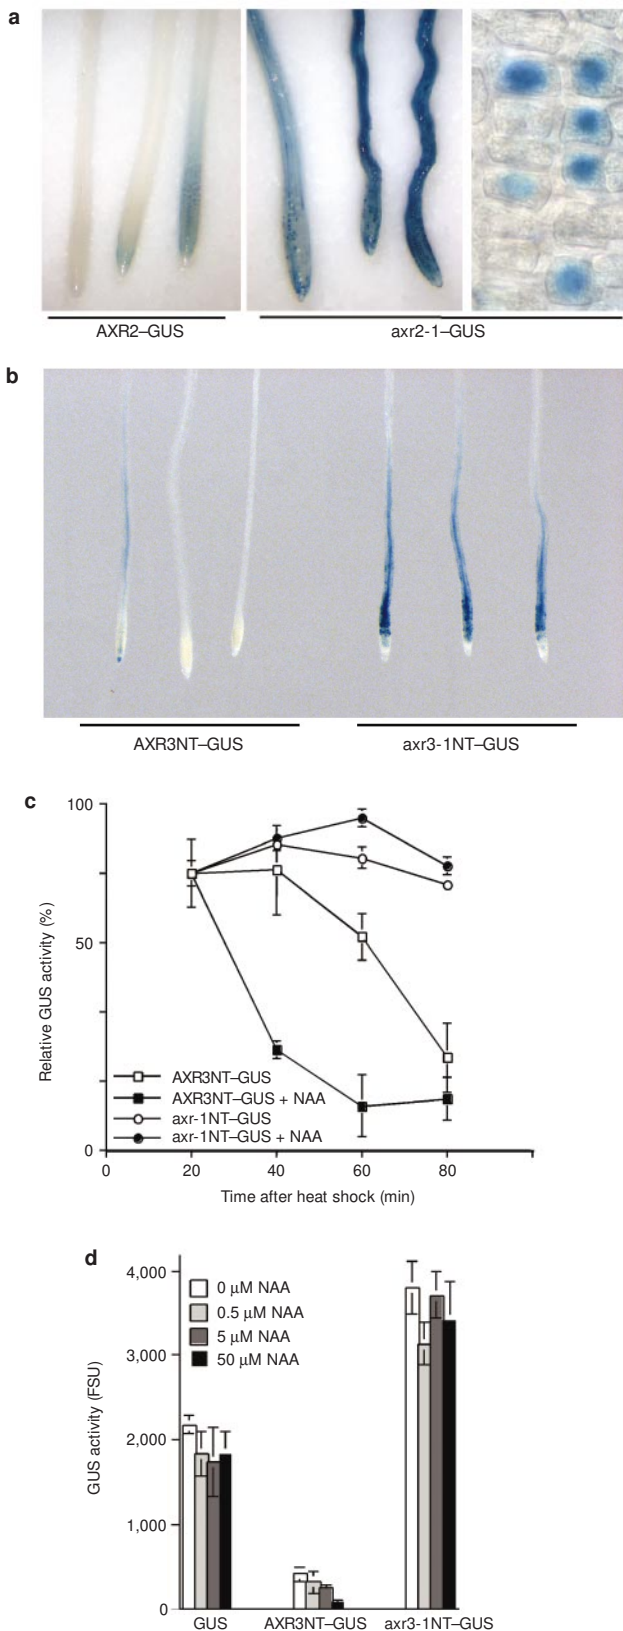 a
AXR2–GUS axr2-1–GUS
b
AXR3NT–GUS axr3-1NT–GUS
c
100
50
0
Relative GUS activity (%)
AXR3NT–GUS
AXR3NT–GUS + NAA
axr-1NT–GUS
axr-1NT–GUS + NAA
0 20 40 60 80
Time after heat shock (min)
d
4,000
3,000
2,000
1,000
0
GUS activity (FSU)
0 μM NAA
0.5 μM NAA
5 μM NAA
50 μM NAA
GUS AXR3NT–GUS axr3-1NT–GUS